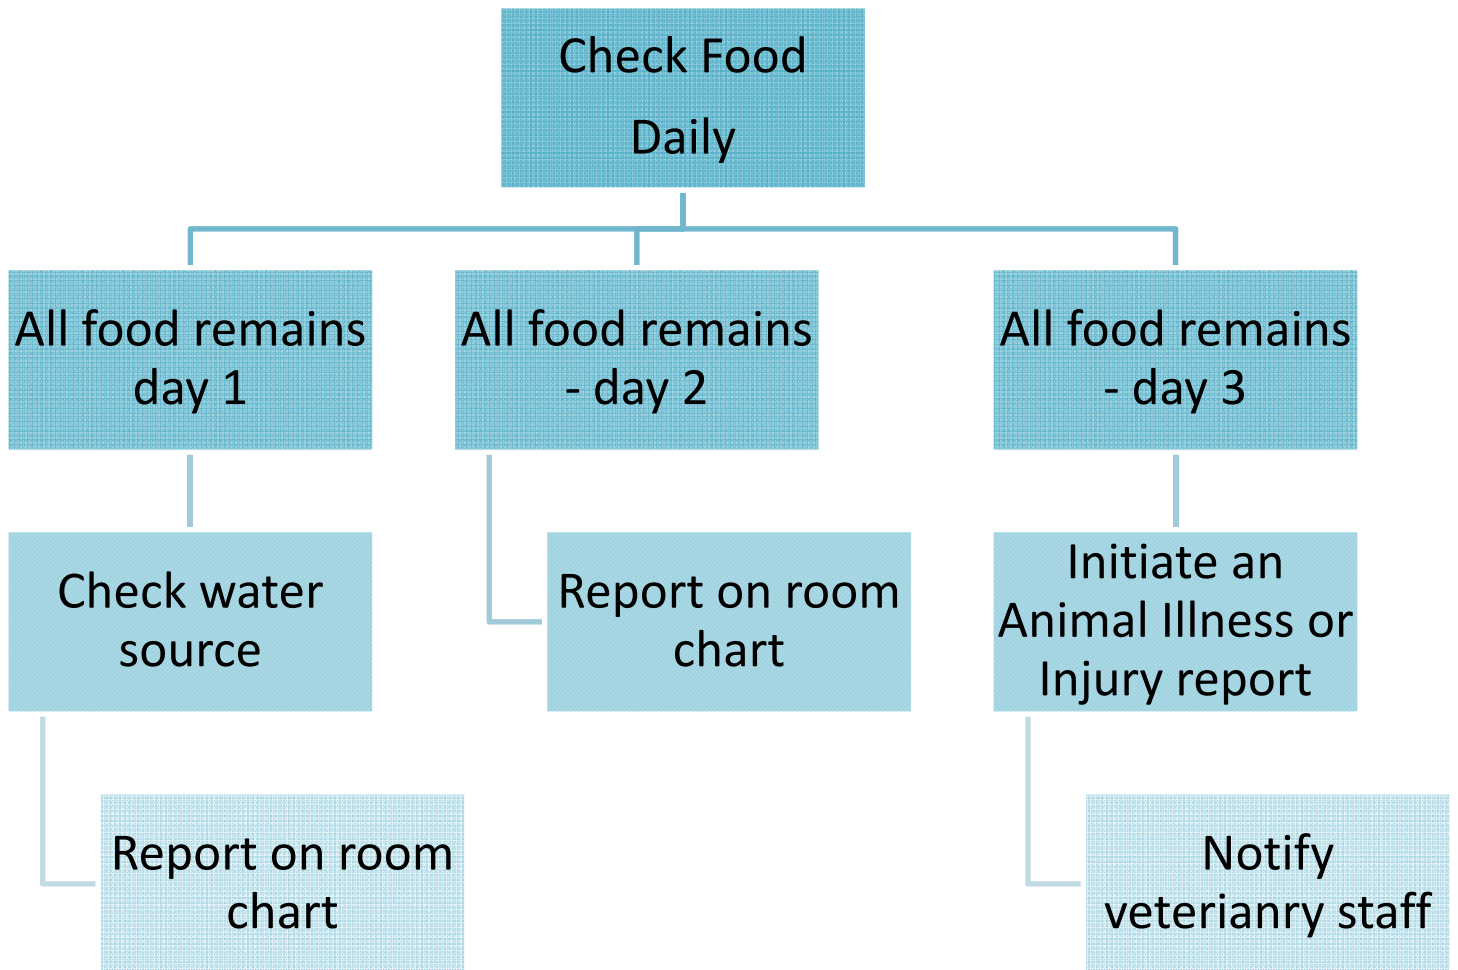 Check Food
Daily
All food remains
day 1
All food remains
- day 2
All food remains
- day 3
Check water
source
Report on room
chart
Initiate an
Animal Illness or
Injury report
Report on room
chart
Notify
veterianry staff